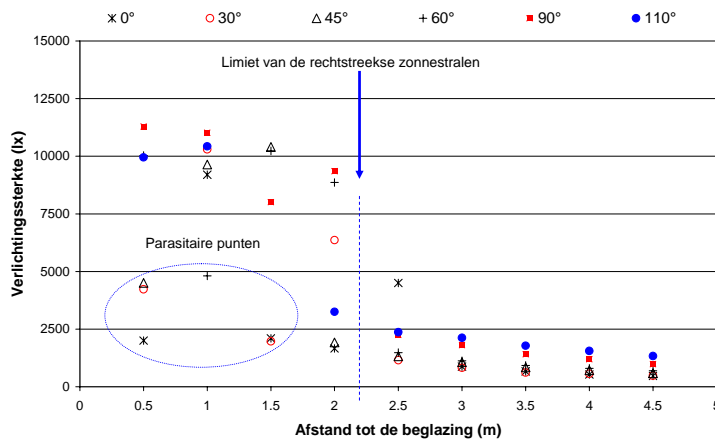 0° 30° 45° 60° 90° 110°
15000
Limiet van de rechtstreekse zonnestralen
12500
10000
7500
Parasitaire punten
5000
2500
0
Verlichtingssterkte (lx)
0 0.5 1 1.5 2 2.5 3 3.5 4 4.5 5
Afstand tot de beglazing (m)